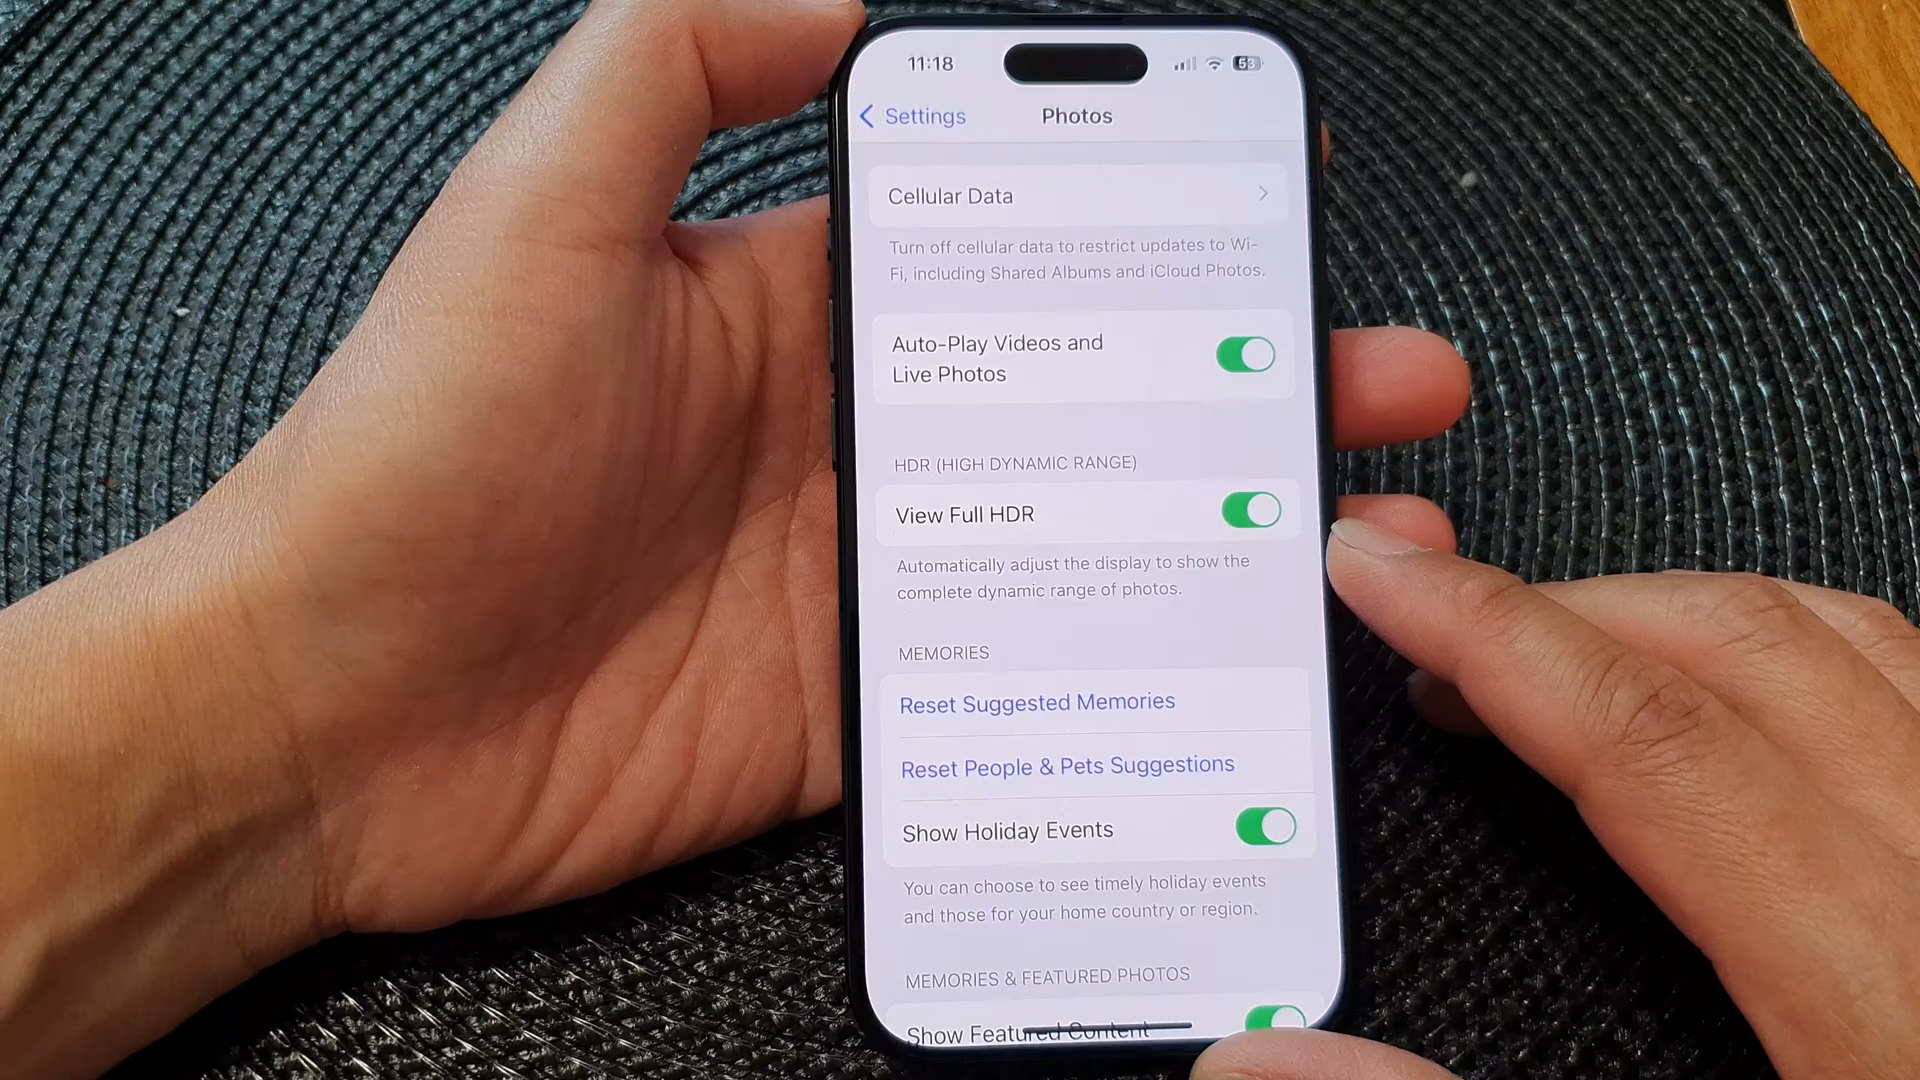 11:18
53
Settings
Photos
Cellular Data
Turn off cellular data to restrict updates to Wi-
Fi, including Shared Albums and iCloud Photos.
Auto-Play Videos and
Live Photos
HDR (HIGH DYNAMIC RANGE)
View Full HDR
Automatically adjust the display to show the
complete dynamic range of photos.
MEMORIES
Reset Suggested Memories
Reset People & Pets Suggestions
Show Holiday Events
You can choose to see timely holiday events
and those for your home country or region.
MEMORIES & FEATURED PHOTOS
Show Featured Content